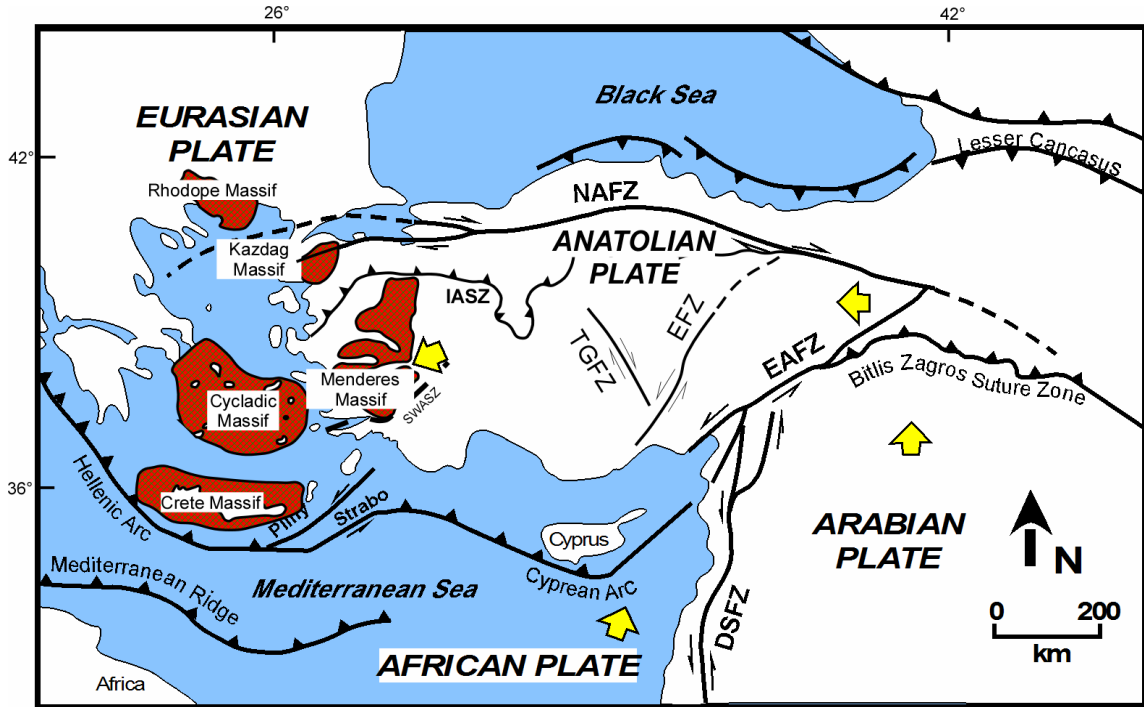 26°
42°
Black Sea
EURASIAN
PLATE
42°
Lesser Cancasus
Rhodope Massif
NAFZ
Kazdag
Massif
ANATOLIAN
PLATE
IASZ
EFZ
TGFZ
EAFZ
Bitlis Zagros Suture Zone
Menderes
Massif
SWASZ
Cycladic
Massif
Hellenic Arc
36°
Crete Massif
Pliny
Strabo
ARABIAN
PLATE
Cyprus
N
Mediterranean Ridge
Mediterranean Sea
Cyprean Arc
0 200
km
DSFZ
AFRICAN PLATE
Africa